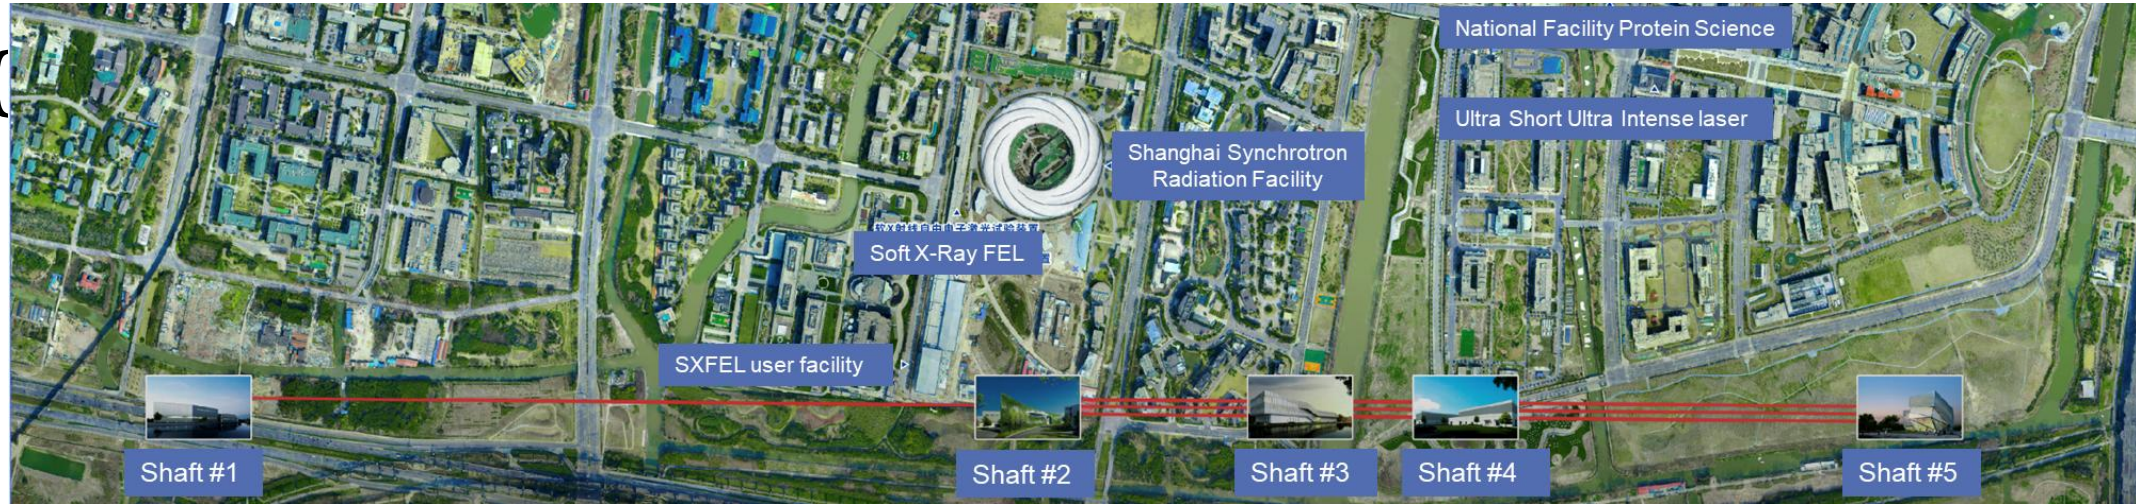 National Facility Protein Science
Ultra Short Ultra Intense laser
Shanghai Synchrotron
Radiation Facility
Soft X-Ray FEL
SXFEL user facility
Shaft #1
Shaft #2
Shaft #3
Shaft #4
Shaft #5